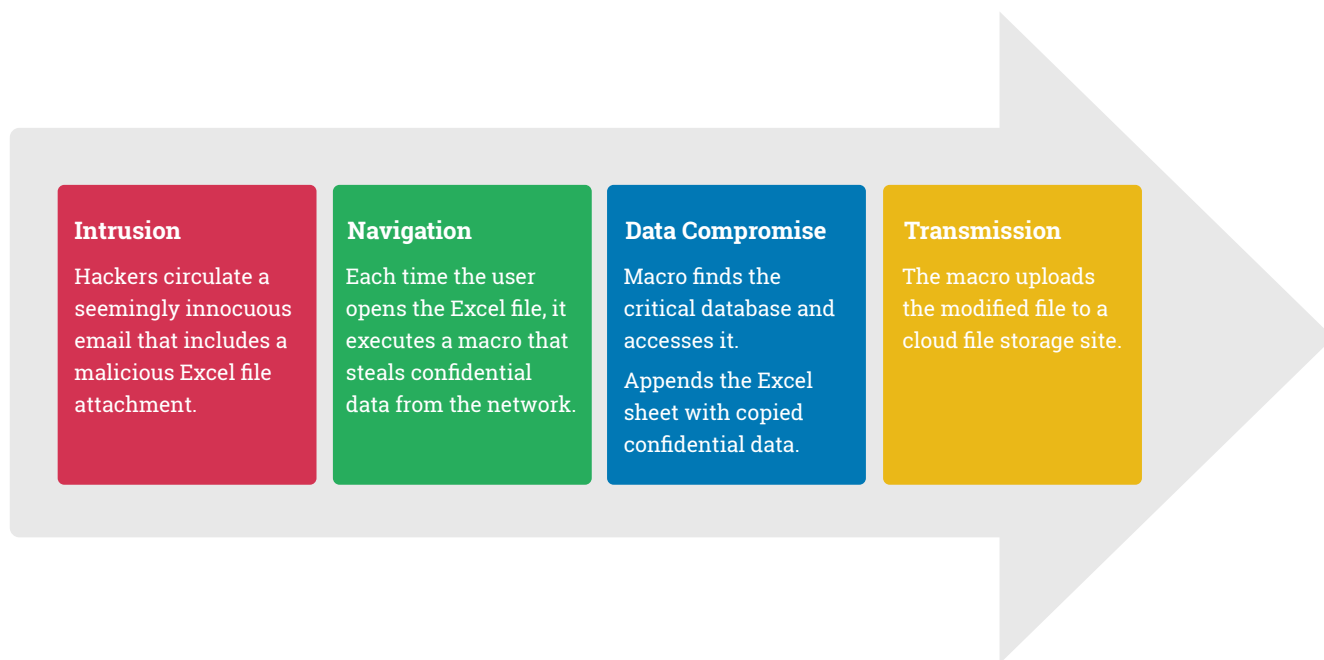 Intrusion
Hackers circulate a
seemingly innocuous
email that includes a
malicious Excel file
attachment.
Navigation
Each time the user
opens the Excel file, it
executes a macro that
steals confidential
data from the network.
Data Compromise
Macro finds the
critical database and
accesses it.
Appends the Excel
sheet with copied
confidential data.
Transmission
The macro uploads
the modified file to a
cloud file storage site.